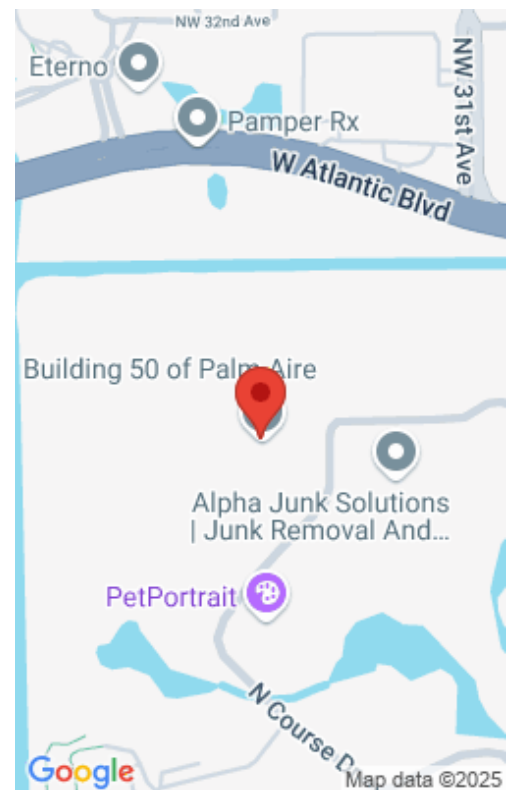 NW 32nd Ave
Eterno
Pamper Rx
NW 31st Ave
W Atlantic Blvd
Building 50 of Palm-Aire
Alpha Junk Solutions
| Junk Removal And...
PetPortrait
N Course D
Google
Map data ©2025